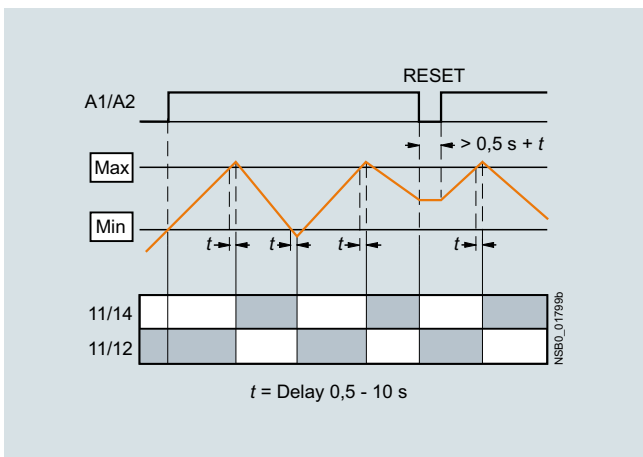 RESET
A1/A2
> 0,5 s + t
Max
Min
t t t t
11/14
11/12
NSB0_01799b
t = Delay 0,5 - 10 s